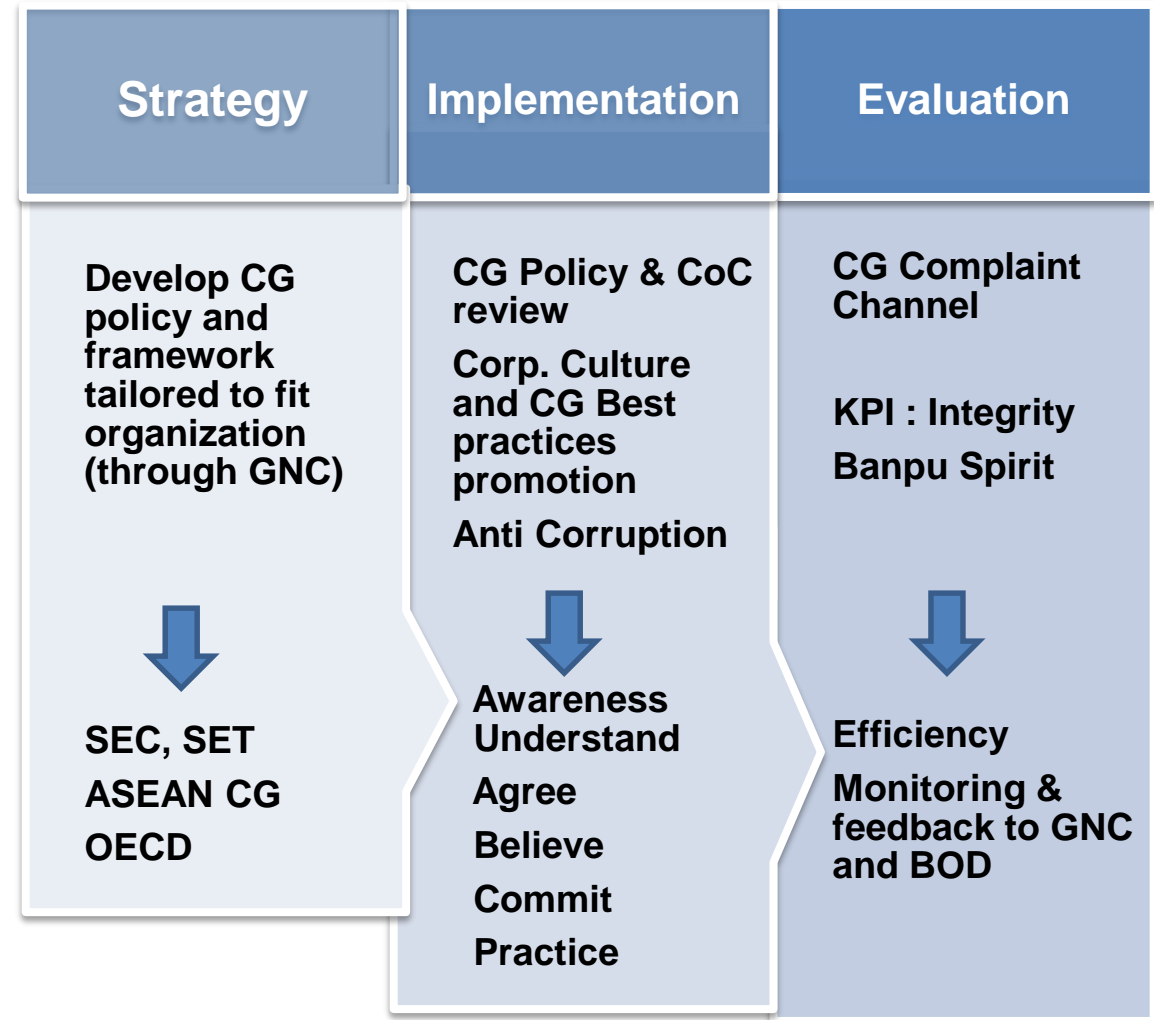 Strategy
Develop CG
policy and
framework
tailored to fit
organization
(through GNC)
SEC, SET
ASEAN CG
OECD
Implementation
CG Policy & CoC
review
Corp. Culture
and CG Best
practices
promotion
Anti Corruption
Awareness
Understand
Agree
Believe
Commit
Practice
Evaluation
CG Complaint
Channel
KPI : Integrity
Banpu Spirit
Efficiency
Monitoring &
feedback to GNC
and BOD